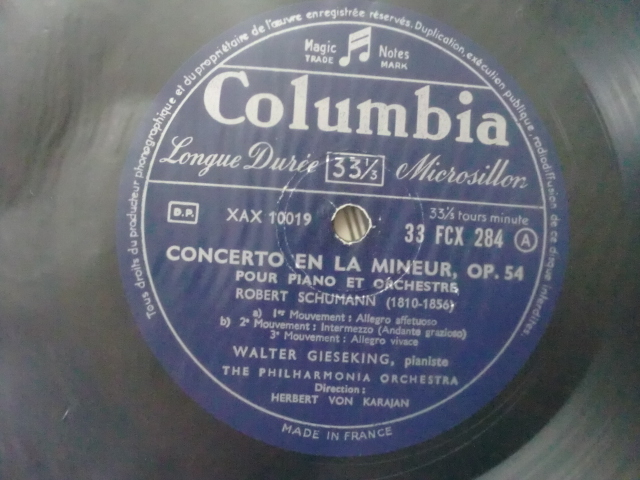 Tous droits du producteur phonographique et du propriétaire de l'œuvre enregistrée réservés. Duplication, exécution publique, radiodiffusion de ce disque interdites.
Magic Notes
TRADE MARK
Columbia
Longue Durée 33 1/3 Microsillon
D.P. XAX 10019 33 1/3 tours minute
33 FCX 284 A
CONCERTO EN LA MINEUR, OP. 54
POUR PIANO ET ORCHESTRE
ROBERT SCHUMANN (1810-1856)
a) 1er Mouvement : Allegro affetuoso
b) 2e Mouvement : Intermezzo (Andante grazioso)
3e Mouvement : Allegro vivace
WALTER GIESEKING, pianiste
THE PHILHARMONIA ORCHESTRA
Direction :
HERBERT VON KARAJAN
MADE IN FRANCE